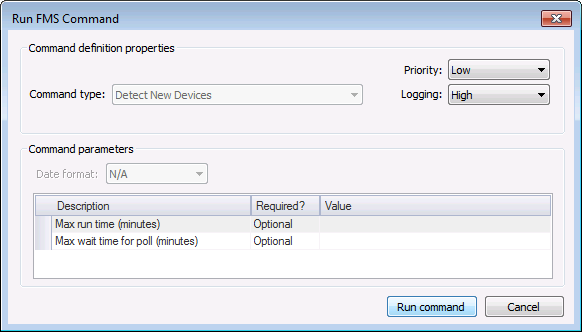 Run FMS Command
Command definition properties
Priority: Low
Command type: Detect New Devices
Logging: High
Command parameters
Date format: N/A
Description Required? Value
Max run time (minutes) Optional
Max wait time for poll (minutes) Optional
Run command Cancel